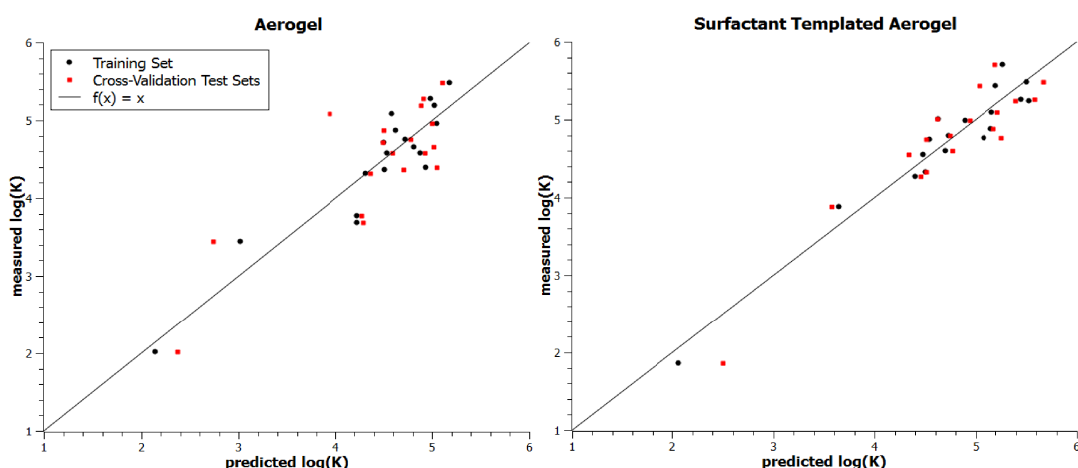 Aerogel
Training Set
Cross-Validation Test Sets
f(x) = x
measured log(K)
6
5
4
3
2
1
1 2 3 4 5 6
predicted log(K)
Surfactant Templated Aerogel
measured log(K)
6
5
4
3
2
1
1 2 3 4 5 6
predicted log(K)